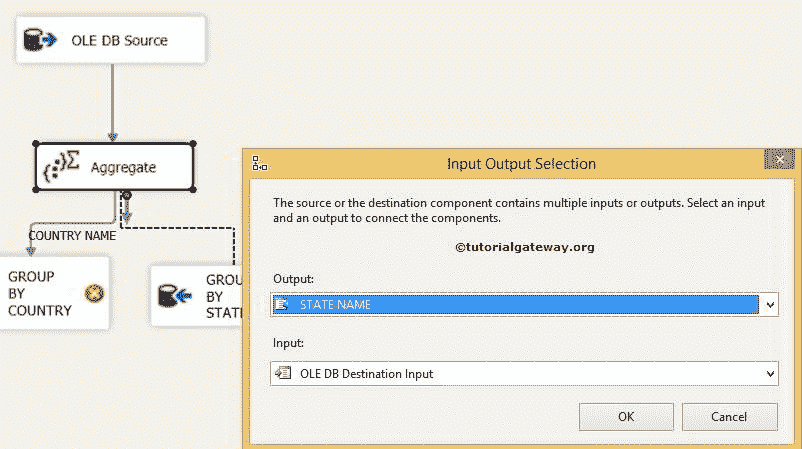 OLE DB Source
Aggregate
COUNTRY NAME
GROUP
BY
COUNTRY
GROU
BY
STATE
Input Output Selection
The source or the destination component contains multiple inputs or outputs. Select an input
and an output to connect the components.
©tutorialgateway.org
Output:
STATE NAME
Input:
OLE DB Destination Input
OK
Cancel